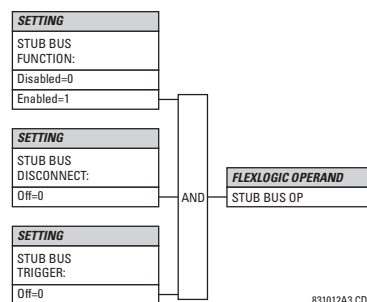 SETTING
STUB BUS
FUNCTION:
Disabled=0
Enabled=1
SETTING
STUB BUS
DISCONNECT:
Off=0
SETTING
STUB BUS
TRIGGER:
Off=0
AND
FLEXLOGIC OPERAND
STUB BUS OP
831012A3.CD